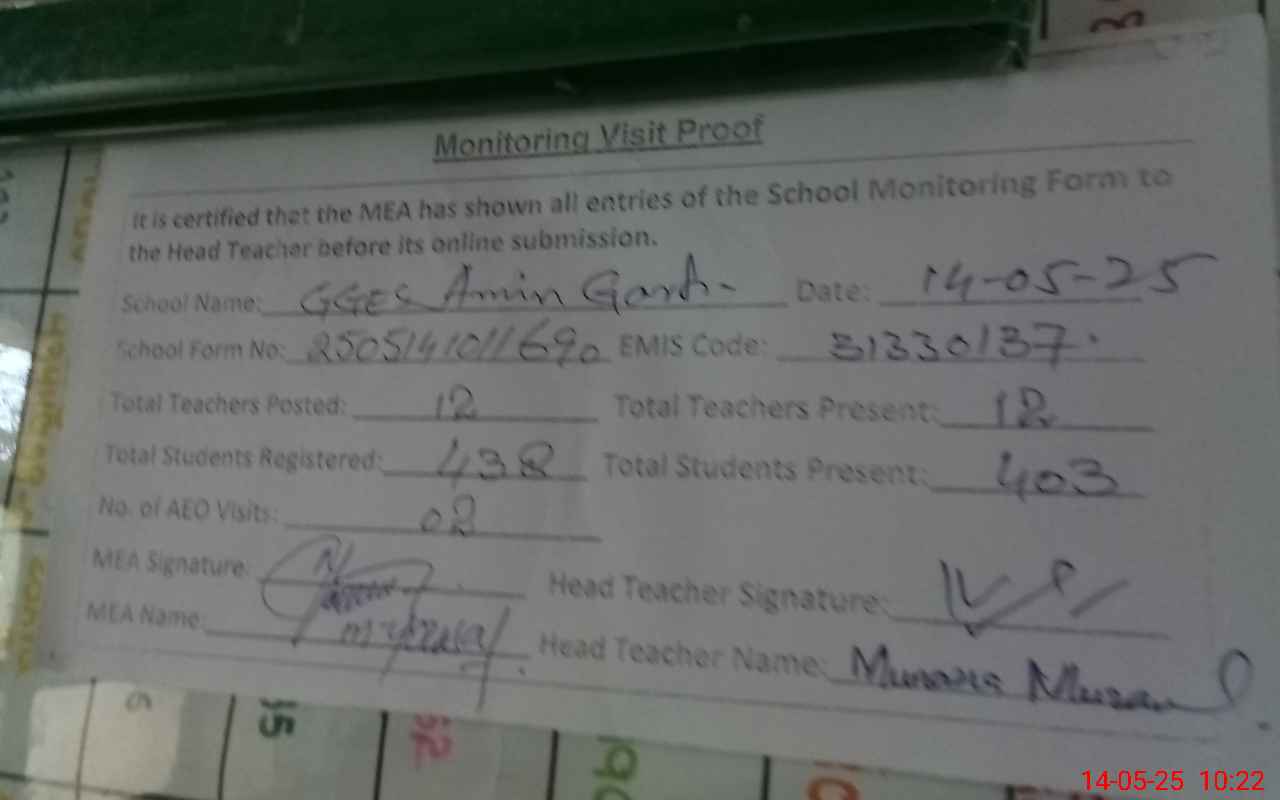 Monitoring Visit Proof
It is certified that the MEA has shown all entries of the School Monitoring Form to
the Head Teacher before its online submission.
School Name: GGES Amin Garh Date: 14-05-25
School Form No: 2505141011690 EMIS Code: 31330137
Total Teachers Posted: 12 Total Teachers Present: 12
Total Students Registered: 438 Total Students Present: 403
No. of AEO Visits: 02
MEA Signature:
Head Teacher Signature:
MEA Name:
Head Teacher Name:
15
14-05-25 10:22